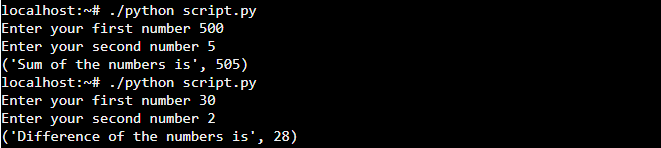 localhost:~# ./python script.py
Enter your first number 500
Enter your second number 5
('Sum of the numbers is', 505)
localhost:~# ./python script.py
Enter your first number 30
Enter your second number 2
('Difference of the numbers is', 28)